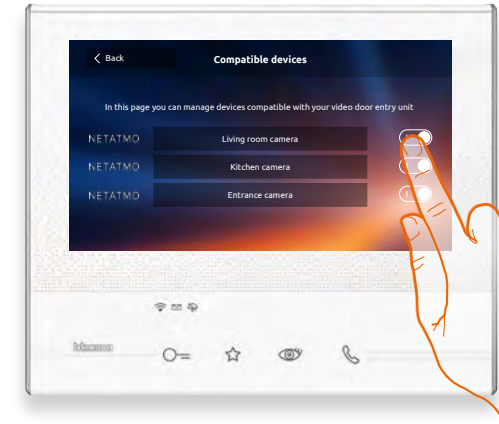 Back
Compatible devices
In this page you can manage devices compatible with your video door entry unit
NETATMO Living room camera
NETATMO Kitchen camera
NETATMO Entrance camera
bticino